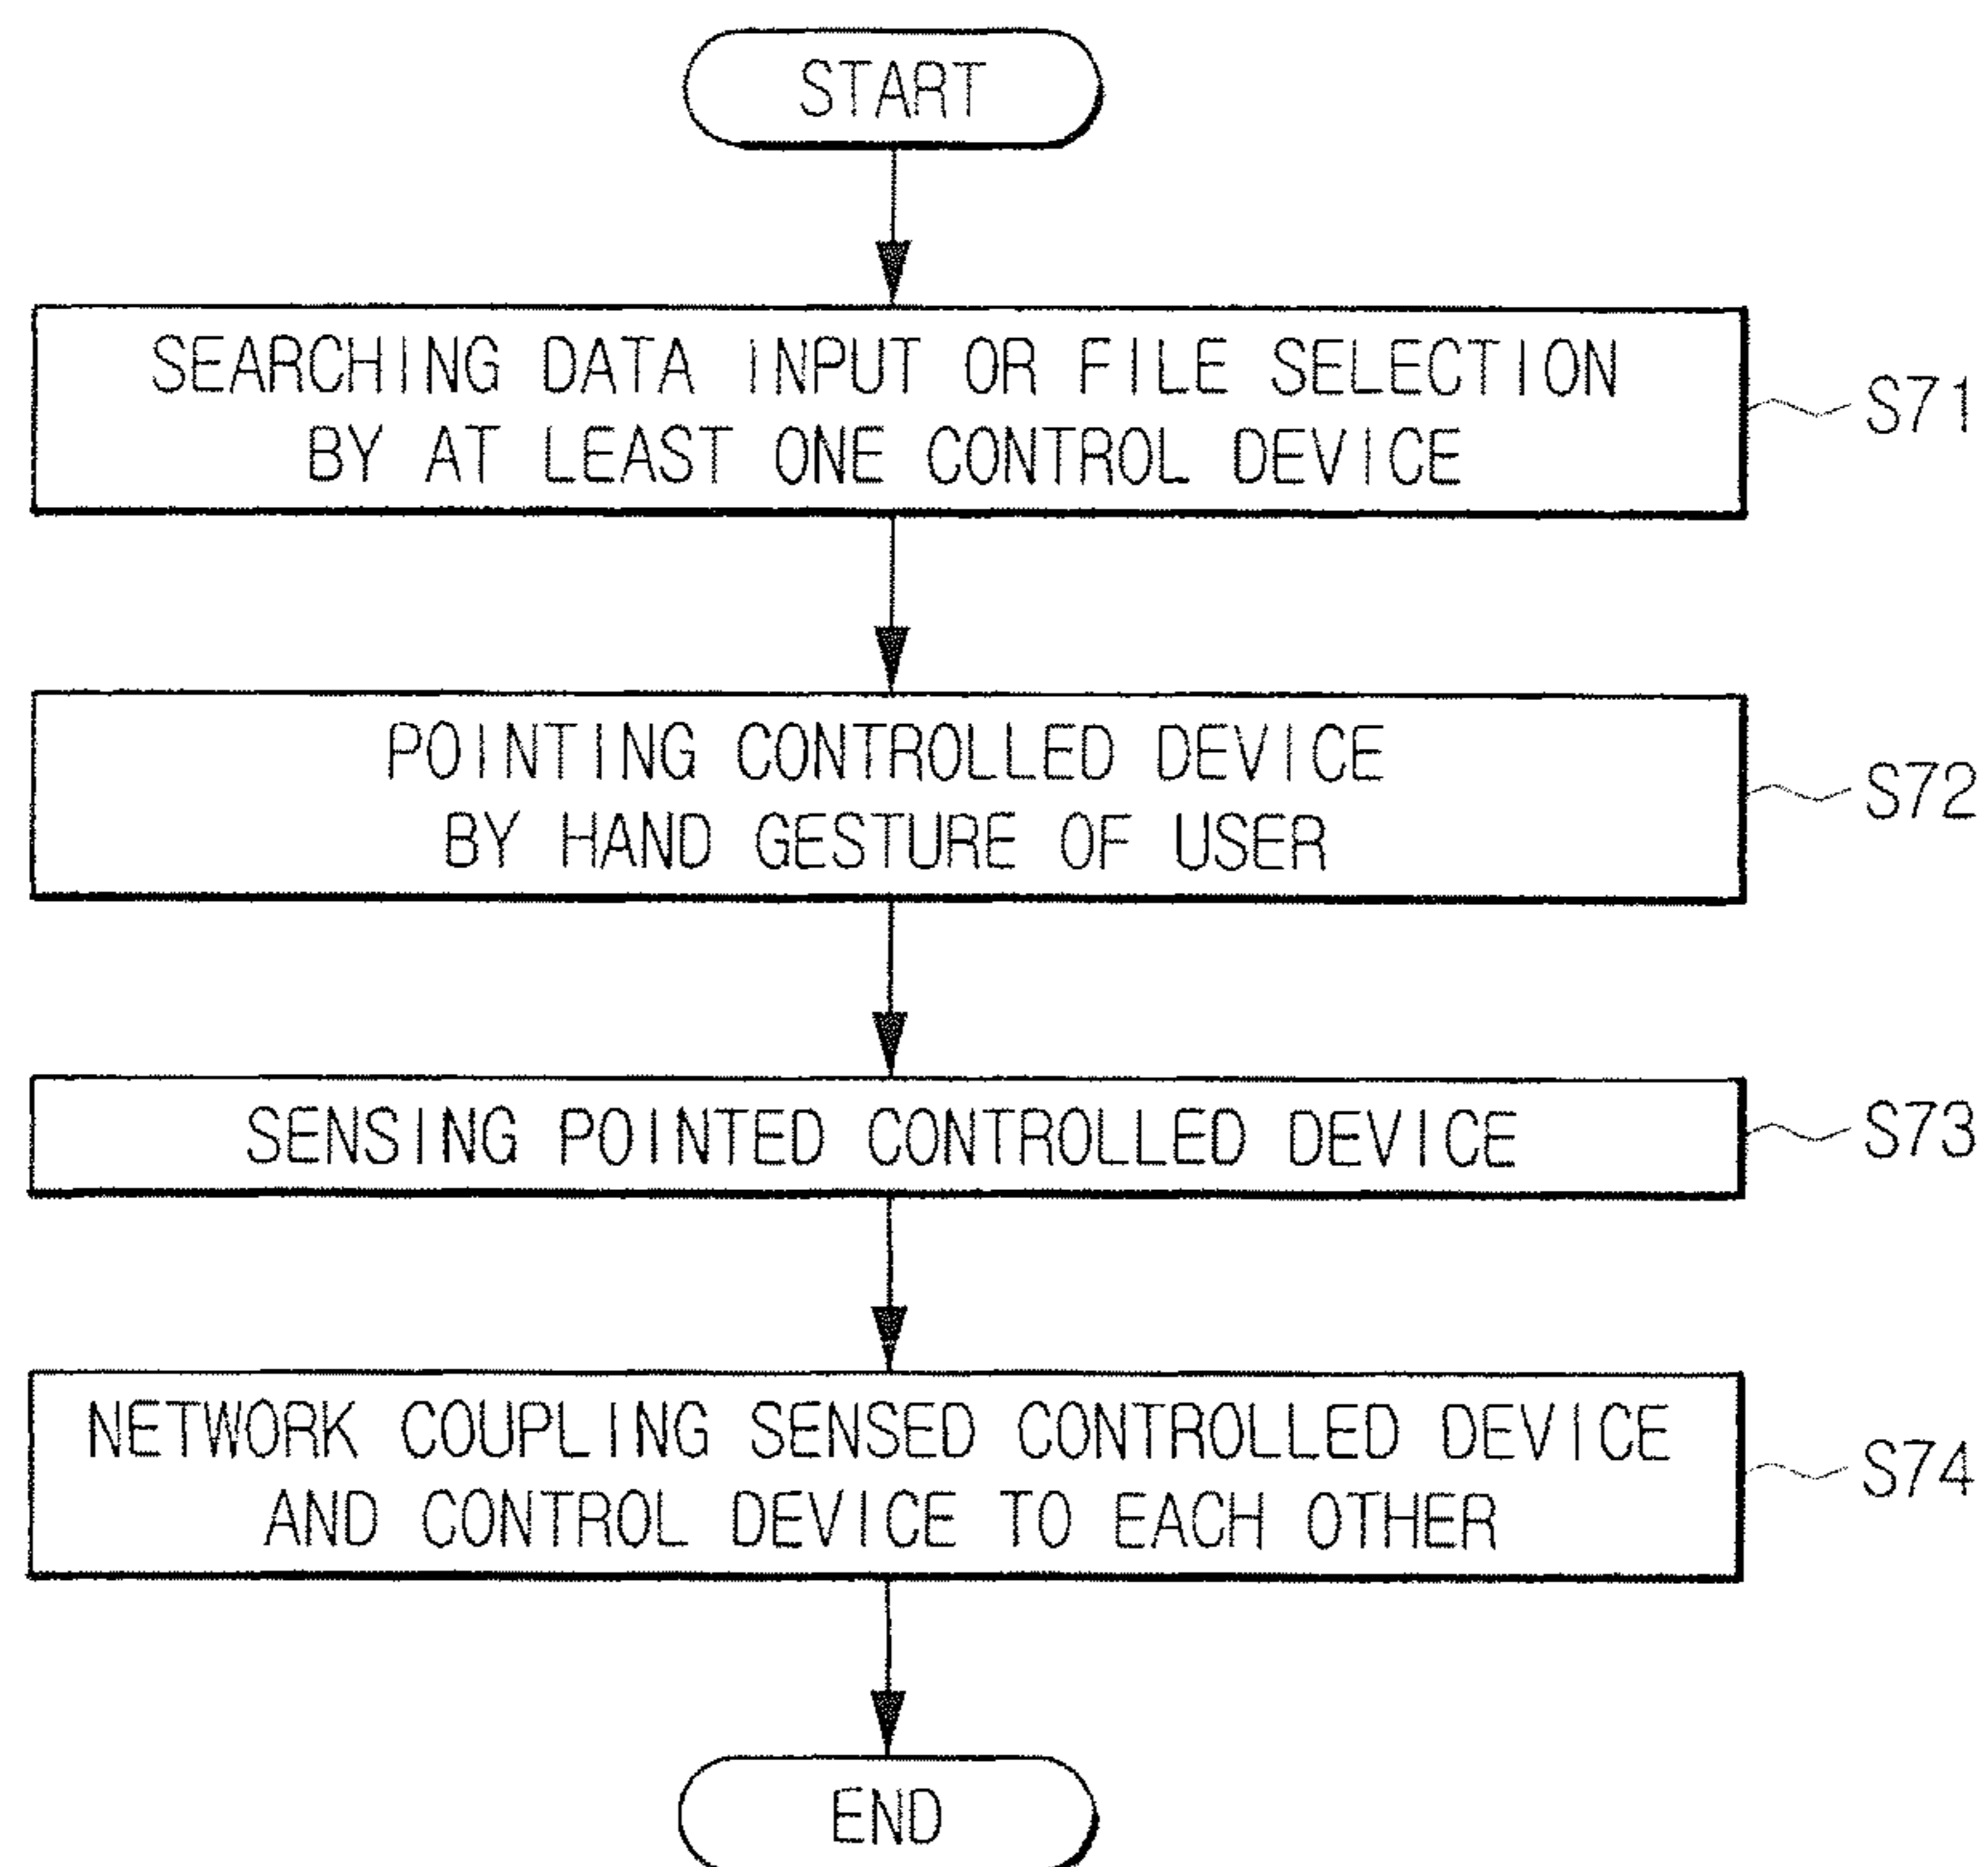 START
SEARCHING DATA INPUT OR FILE SELECTION
BY AT LEAST ONE CONTROL DEVICE
S71
POINTING CONTROLLED DEVICE
BY HAND GESTURE OF USER
S72
SENSING POINTED CONTROLLED DEVICE
S73
NETWORK COUPLING SENSED CONTROLLED DEVICE
AND CONTROL DEVICE TO EACH OTHER
S74
END